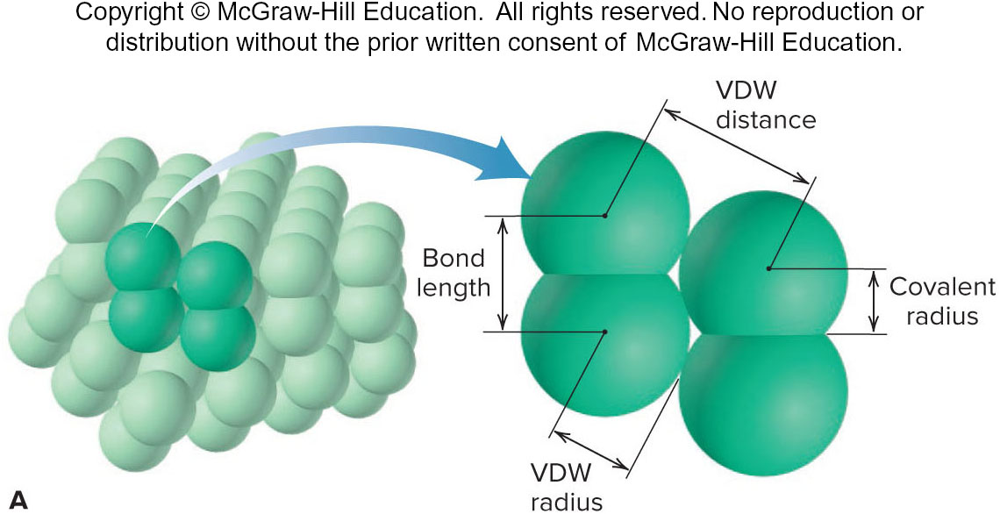 Copyright © McGraw-Hill Education. All rights reserved. No reproduction or
distribution without the prior written consent of McGraw-Hill Education.
VDW
distance
Bond
length
Covalent
radius
VDW
radius
A